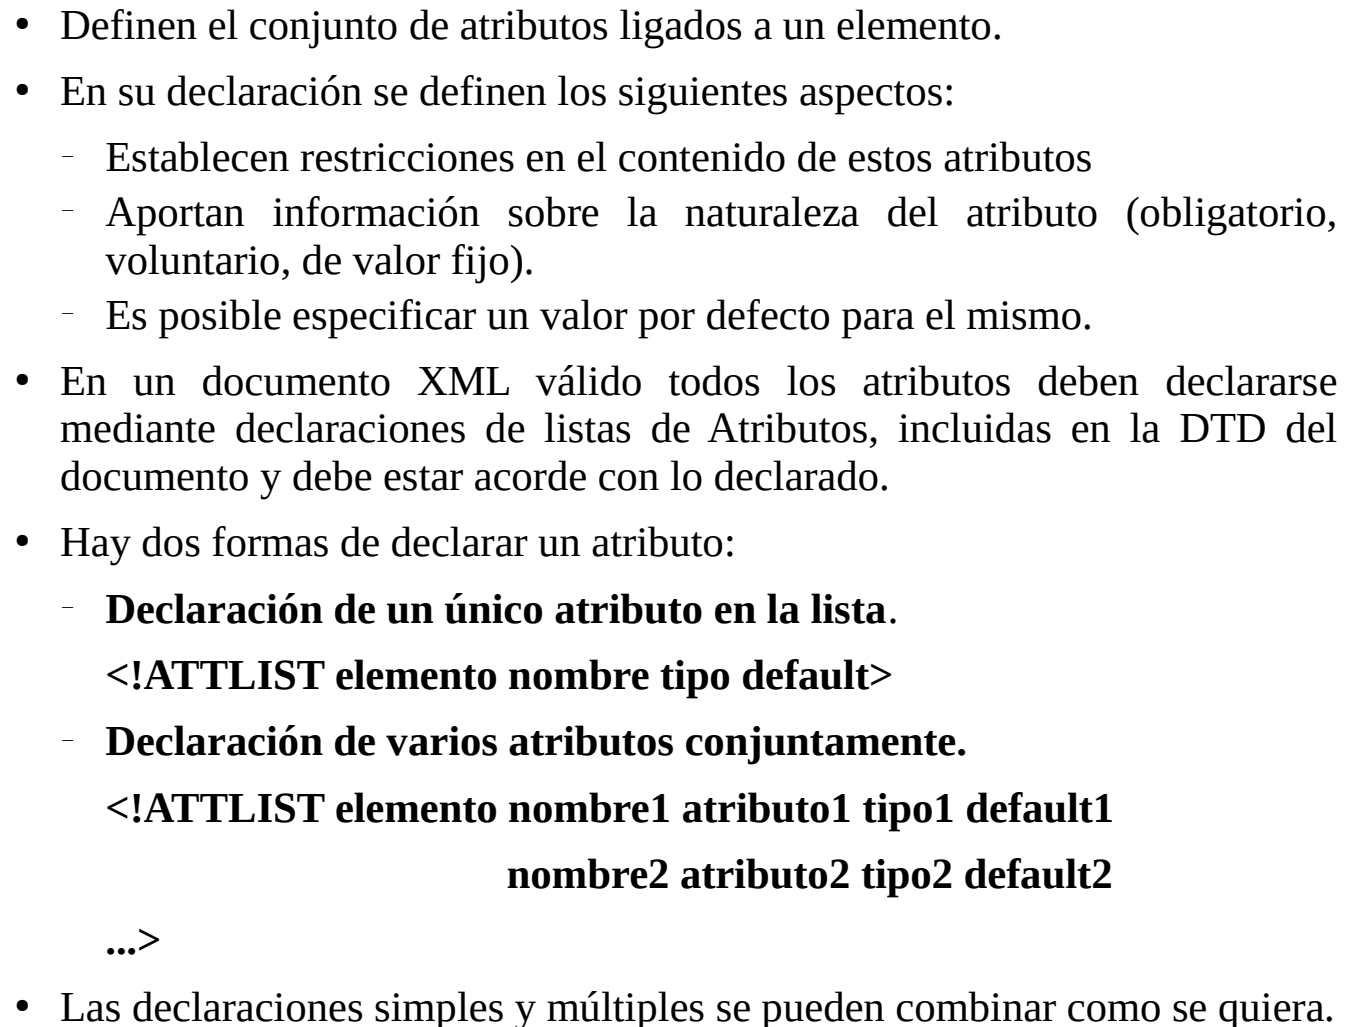 • Definen el conjunto de atributos ligados a un elemento.
• En su declaración se definen los siguientes aspectos:
– Establecen restricciones en el contenido de estos atributos
– Aportan información sobre la naturaleza del atributo (obligatorio,
voluntario, de valor fijo).
– Es posible especificar un valor por defecto para el mismo.
• En un documento XML válido todos los atributos deben declararse
mediante declaraciones de listas de Atributos, incluidas en la DTD del
documento y debe estar acorde con lo declarado.
• Hay dos formas de declarar un atributo:
– Declaración de un único atributo en la lista.
<!ATTLIST elemento nombre tipo default>
– Declaración de varios atributos conjuntamente.
<!ATTLIST elemento nombre1 atributo1 tipo1 default1
nombre2 atributo2 tipo2 default2
...>
• Las declaraciones simples y múltiples se pueden combinar como se quiera.